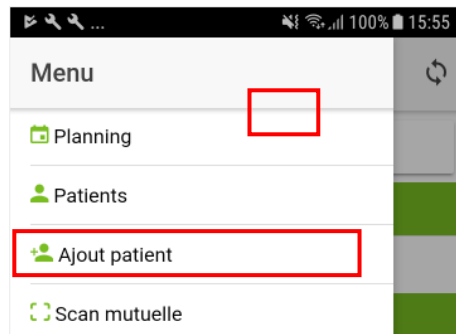 ... 100% 15:55
Menu
Planning
Patients
Ajout patient
Scan mutuelle